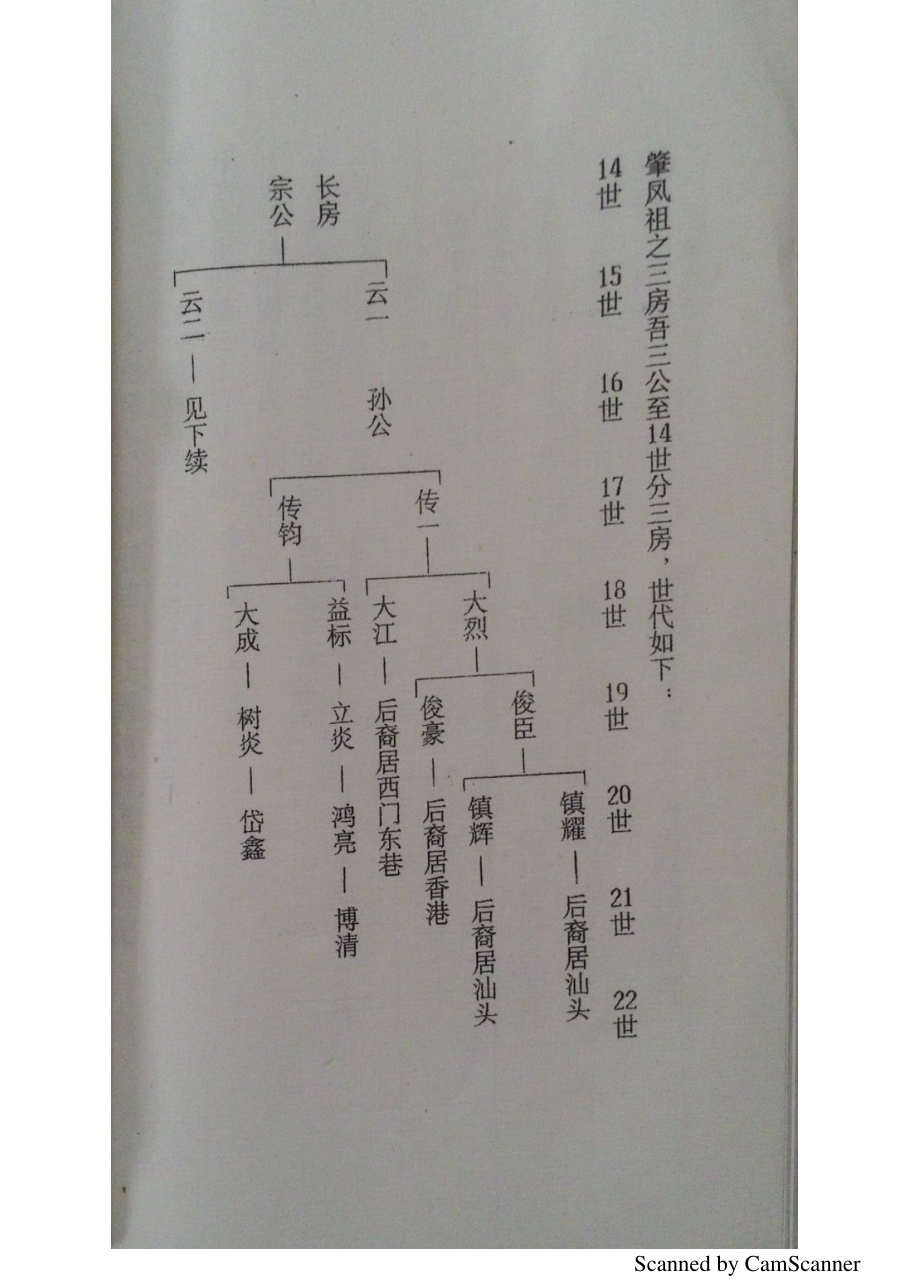 肇凤祖之三房吾三公至14世分三房，世代如下：
14世 15世 16世 17世 18世 19世 20世 21世 22世
镇耀 — 后裔居汕头
俊臣
镇辉 — 后裔居汕头
大烈
俊豪 — 后裔居香港
传一
大江 — 后裔居西门东巷
云一 孙公
益标 — 立炎 — 鸿亮 — 博清
长房
宗公
传钧
大成 — 树炎 — 岱鑫
云二 — 见下续
Scanned by CamScanner